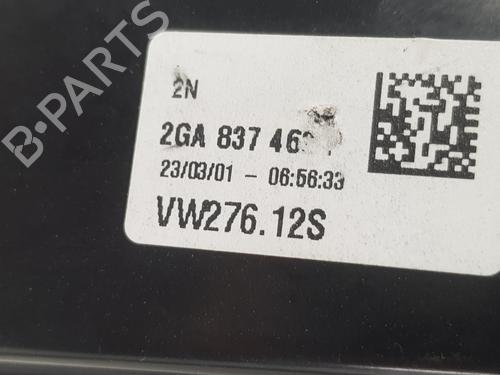 B-PARTS
2N
2GA 837 46
23/03/01 - 06:56:33
VW276.12S